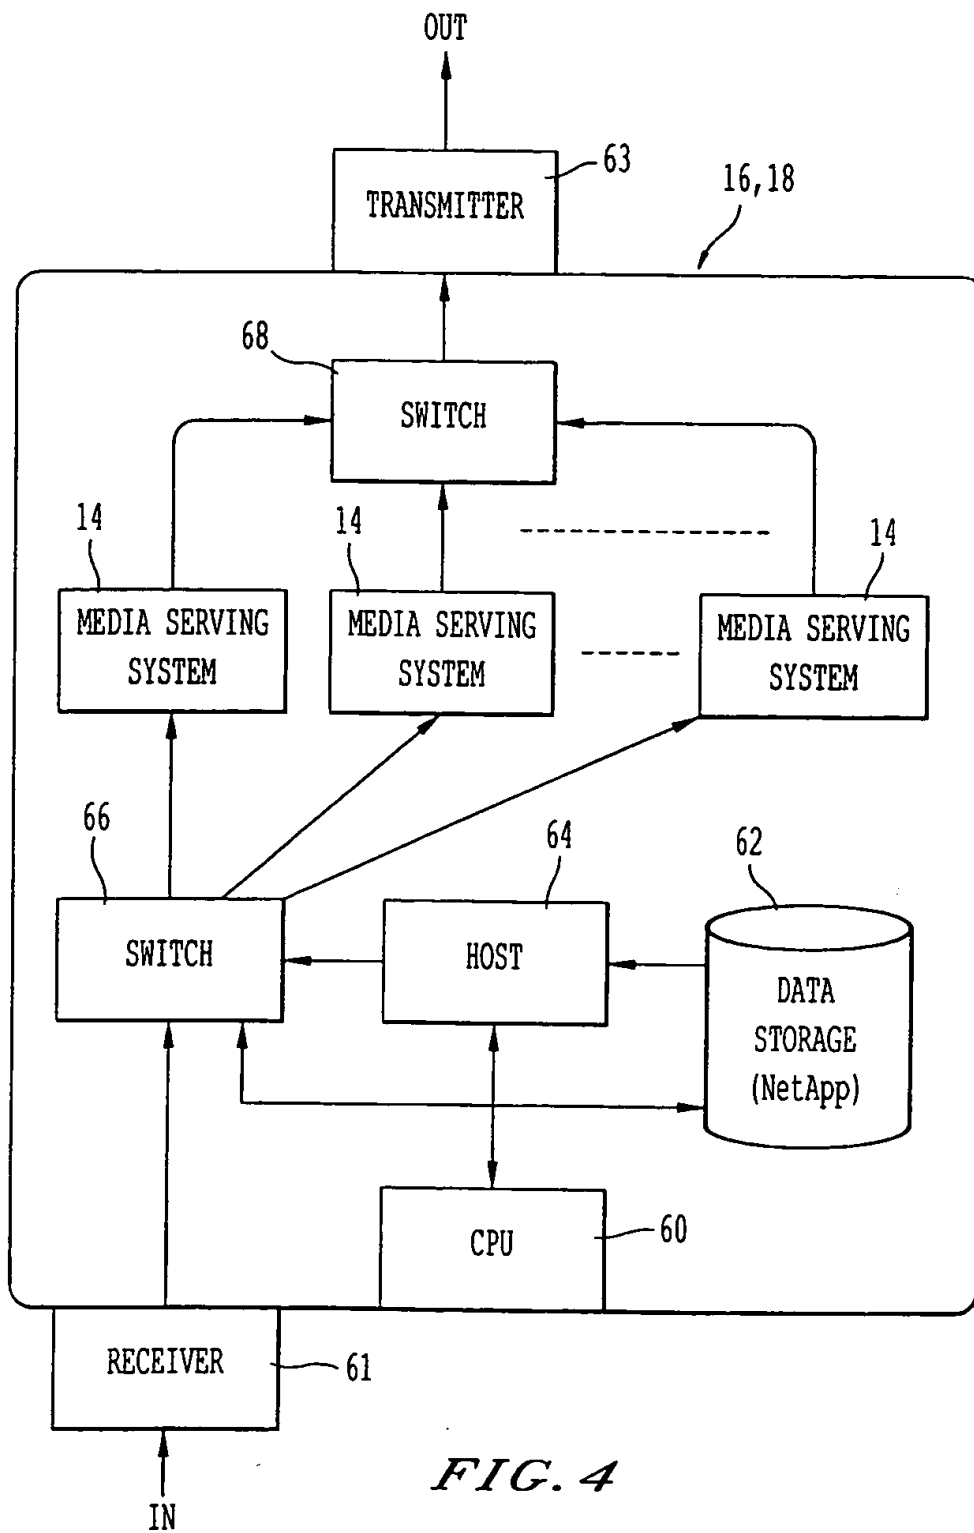 OUT
63
TRANSMITTER
16,18
68
SWITCH
14
14
14
MEDIA SERVING
SYSTEM
MEDIA SERVING
SYSTEM
MEDIA SERVING
SYSTEM
66
64
62
SWITCH
HOST
DATA
STORAGE
(NetApp)
CPU
60
RECEIVER
61
IN
FIG. 4